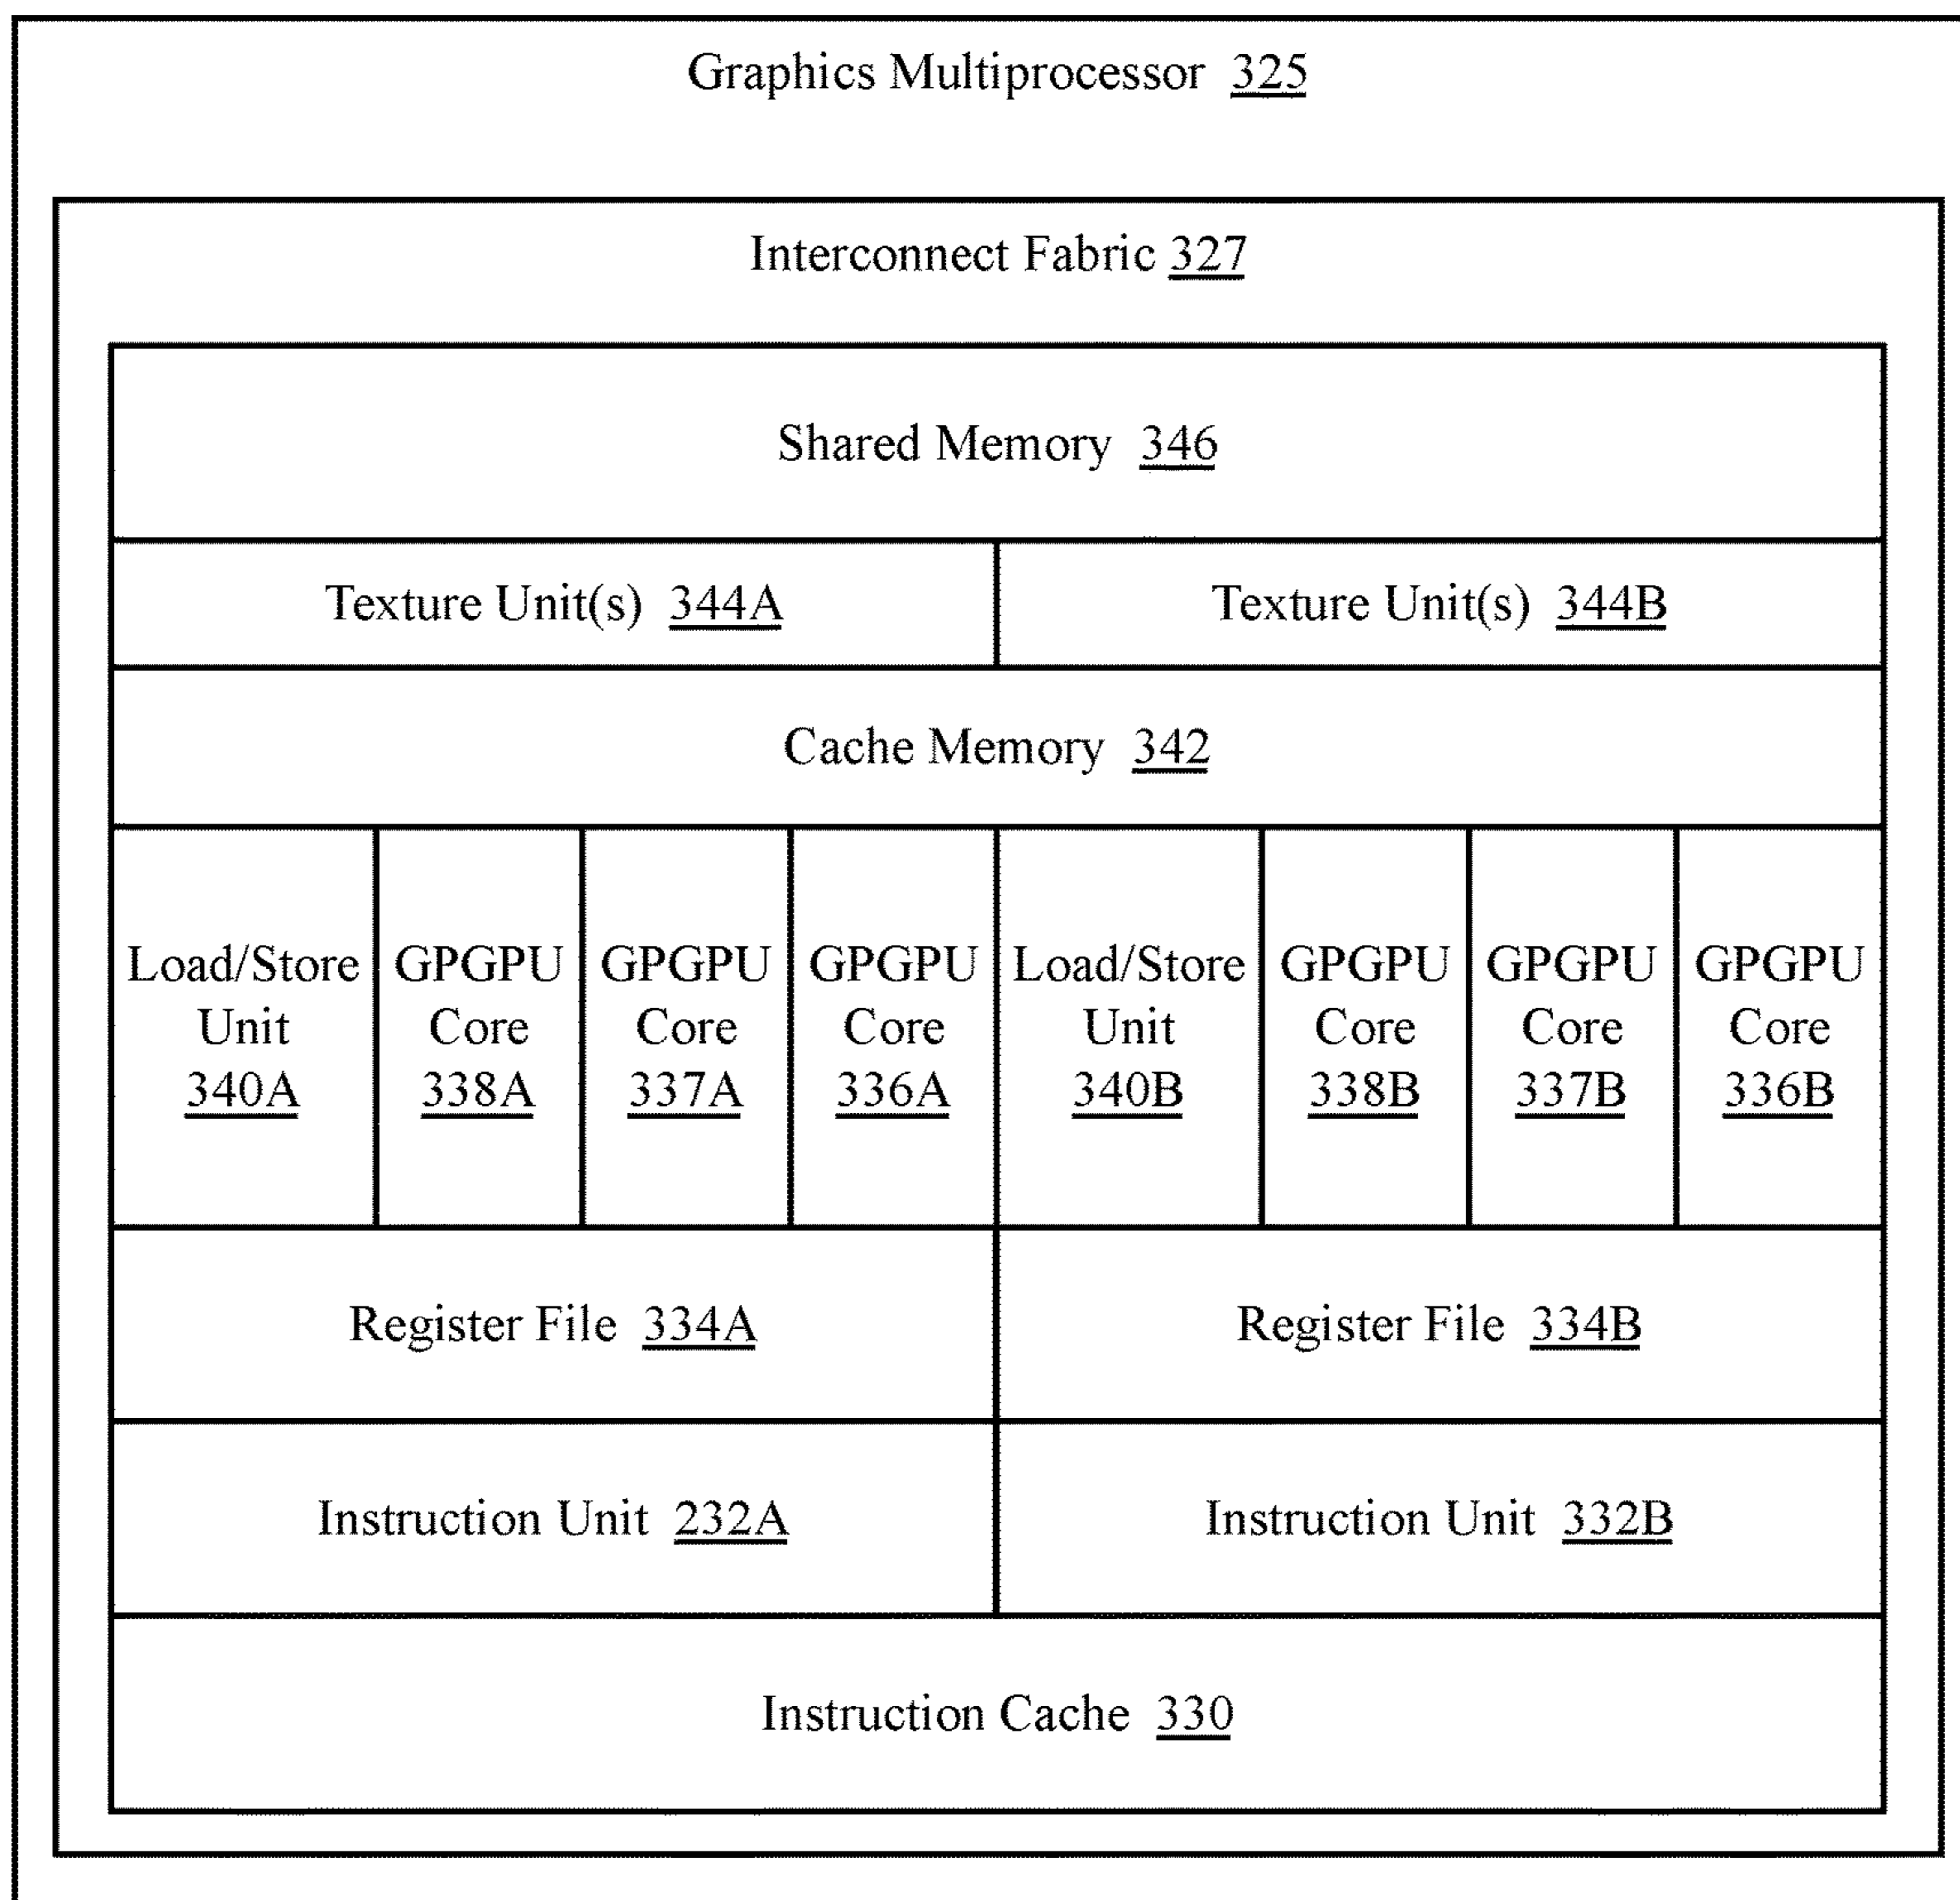 Graphics Multiprocessor 325
Interconnect Fabric 327
Shared Memory 346
Texture Unit(s) 344A
Texture Unit(s) 344B
Cache Memory 342
Load/Store
Unit
340A
GPGPU
Core
338A
GPGPU
Core
337A
GPGPU
Core
336A
Load/Store
Unit
340B
GPGPU
Core
338B
GPGPU
Core
337B
GPGPU
Core
336B
Register File 334A
Register File 334B
Instruction Unit 232A
Instruction Unit 332B
Instruction Cache 330